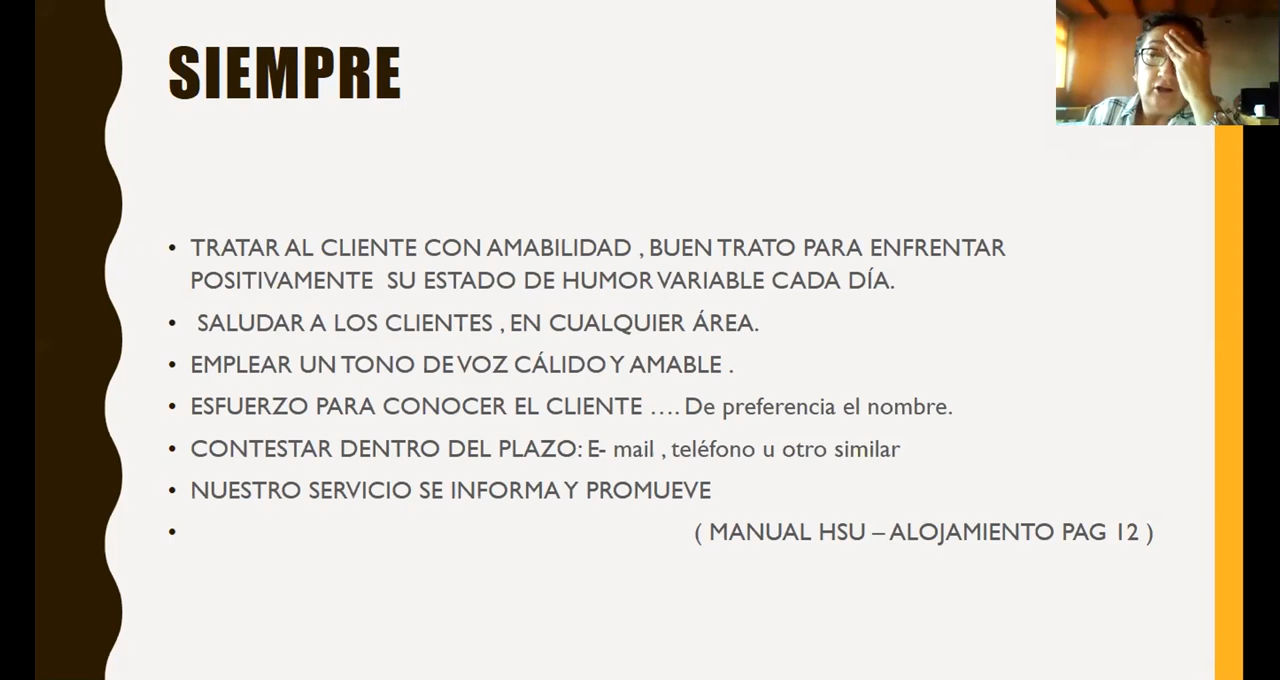 SIEMPRE
• TRATAR AL CLIENTE CON AMABILIDAD , BUEN TRATO PARA ENFRENTAR
POSITIVAMENTE SU ESTADO DE HUMOR VARIABLE CADA DÍA.
• SALUDAR A LOS CLIENTES , EN CUALQUIER ÁREA.
• EMPLEAR UN TONO DE VOZ CÁLIDO Y AMABLE .
• ESFUERZO PARA CONOCER EL CLIENTE …. De preferencia el nombre.
• CONTESTAR DENTRO DEL PLAZO: E- mail , teléfono u otro similar
• NUESTRO SERVICIO SE INFORMA Y PROMUEVE
• ( MANUAL HSU – ALOJAMIENTO PAG 12 )